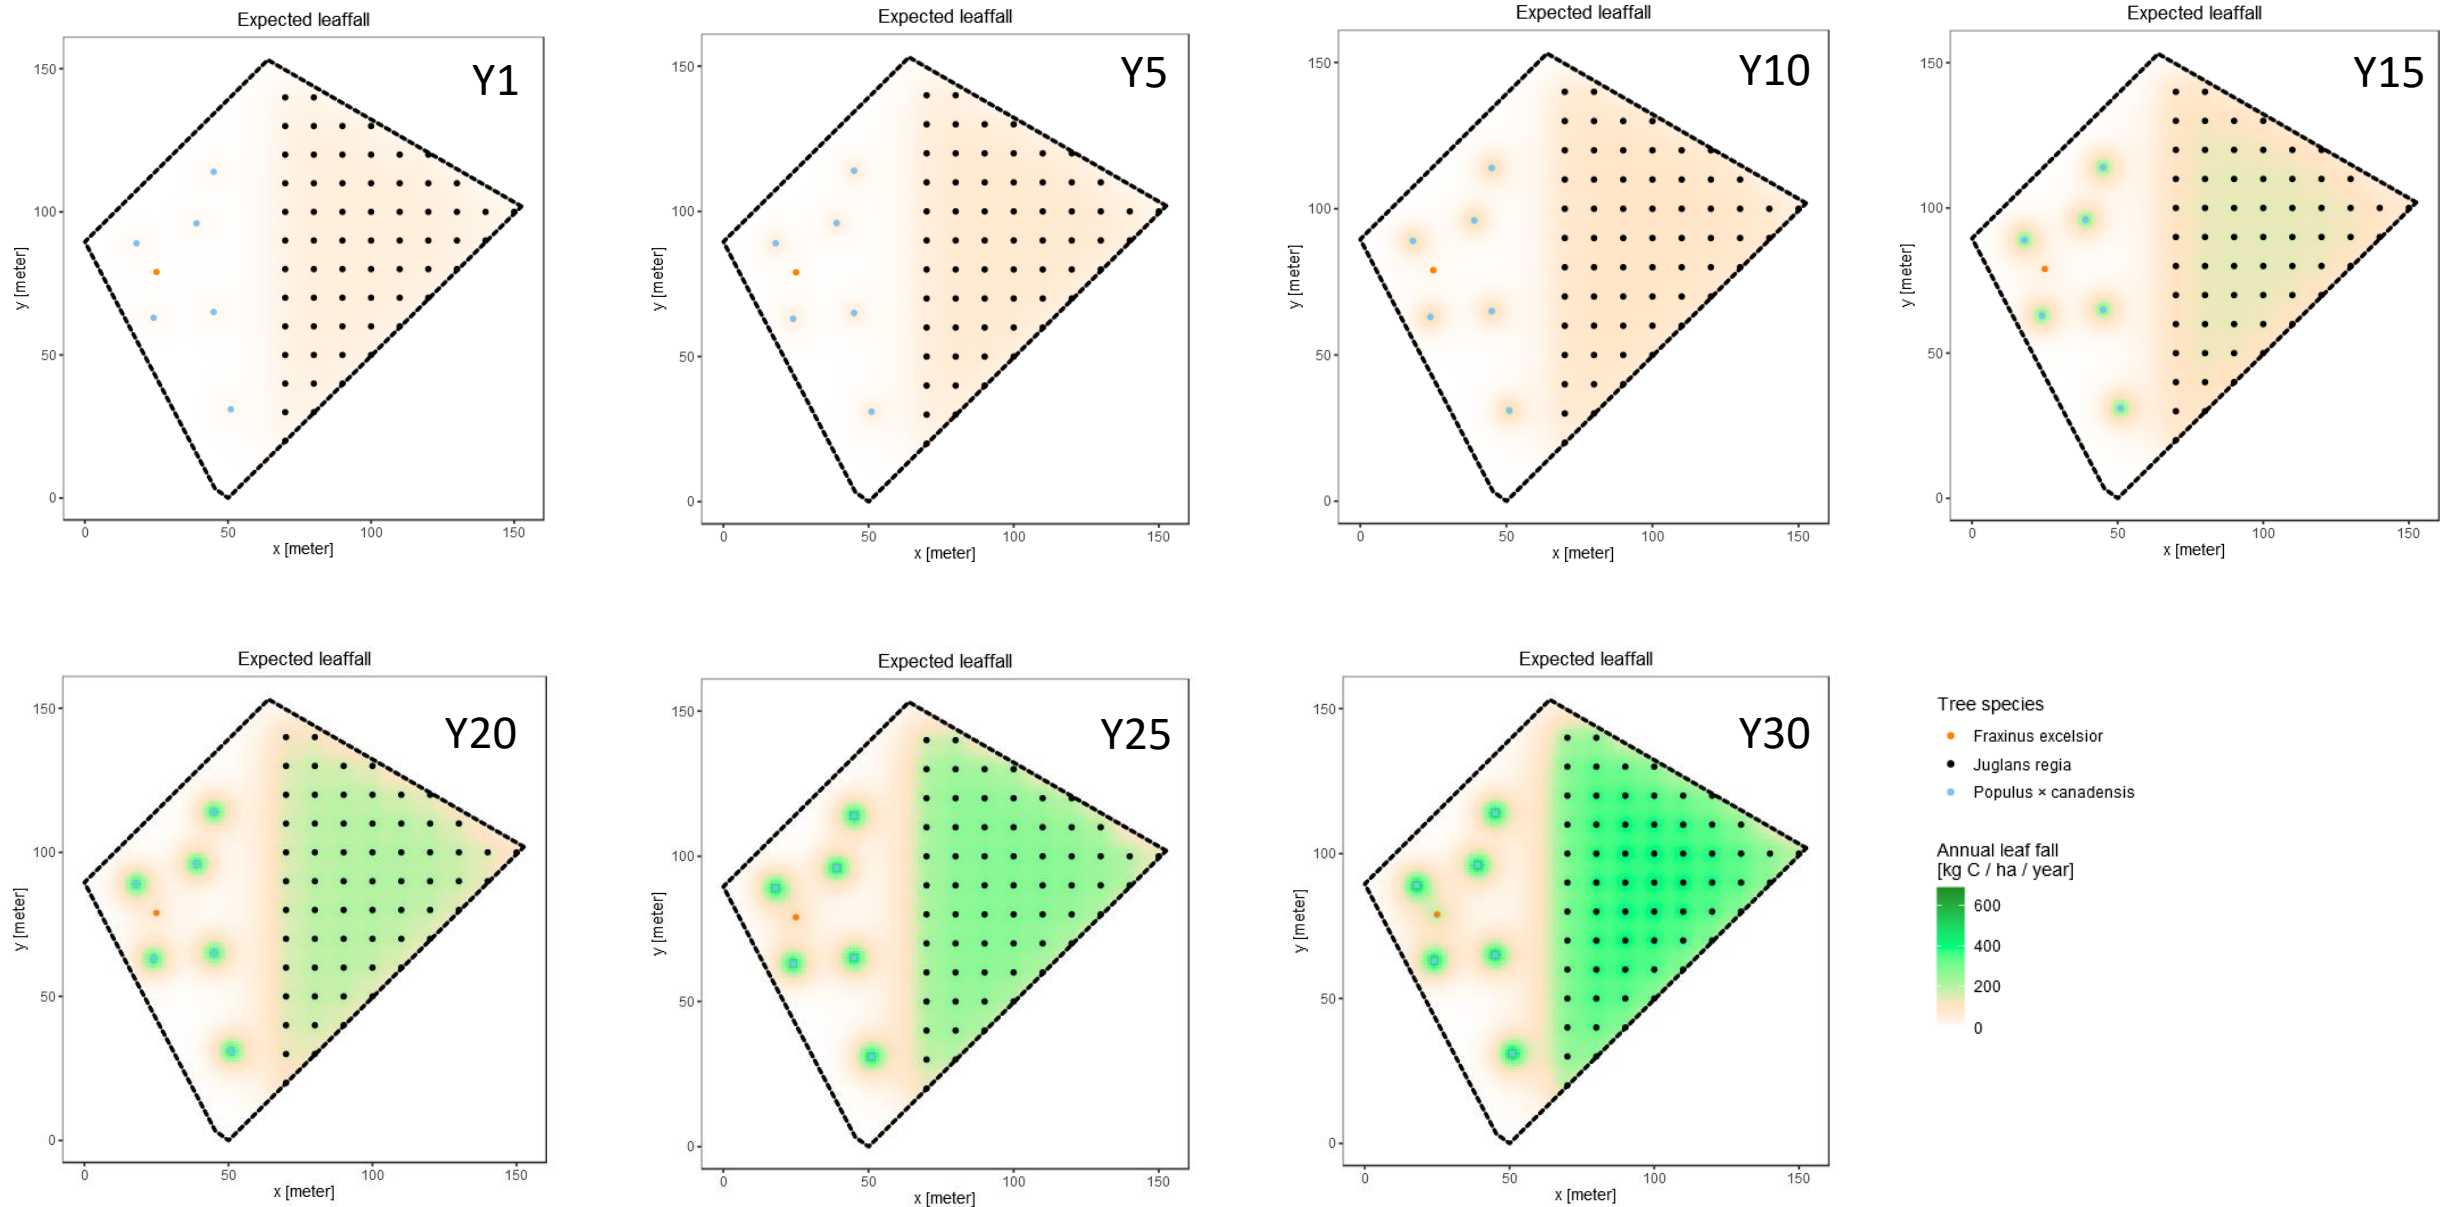 Expected leaffall
Y1
150
100
50
0
y [meter]
0 50 100 150
x [meter]
Expected leaffall
Y5
150
100
50
0
y [meter]
0 50 100 150
x [meter]
Expected leaffall
Y10
150
100
50
0
y [meter]
0 50 100 150
x [meter]
Expected leaffall
Y15
150
100
50
0
y [meter]
0 50 100 150
x [meter]
Expected leaffall
Y20
150
100
50
0
y [meter]
0 50 100 150
x [meter]
Expected leaffall
Y25
150
100
50
0
y [meter]
0 50 100 150
x [meter]
Expected leaffall
Y30
150
100
50
0
y [meter]
0 50 100 150
x [meter]
Tree species
Fraxinus excelsior
Juglans regia
Populus × canadensis
Annual leaf fall
[kg C / ha / year]
600
400
200
0